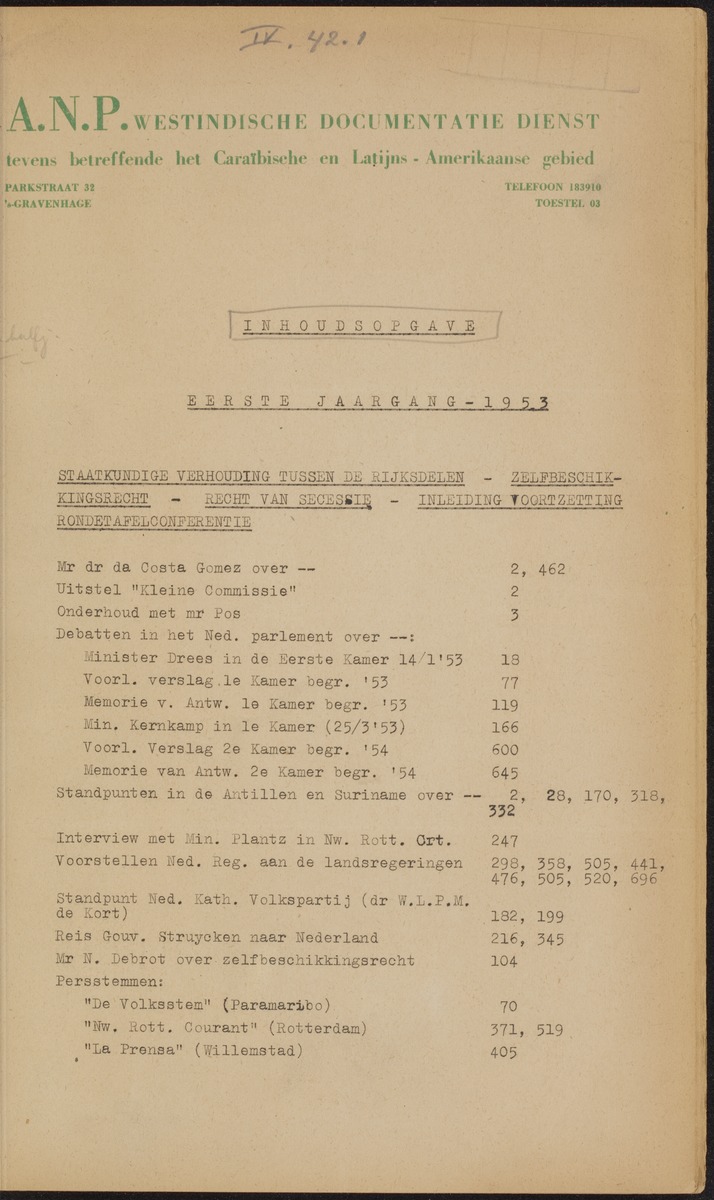 IV. 42.1
A.N.P. WESTINDISCHE DOCUMENTATIE DIENST
tevens betreffende het Caraïbische en Latijns - Amerikaanse gebied
PARKSTRAAT 32 TELEFOON 183910
's-GRAVENHAGE TOESTEL 03
INHOUDSOPGAVE
EERSTE JAARGANG - 1953
STAATKUNDIGE VERHOUDING TUSSEN DE RIJKSDELEN - ZELFBESCHIK-
KINGSRECHT - RECHT VAN SECESSIE - INLEIDING VOORTZETTING
RONDETAFELCONFERENTIE
Mr dr da Costa Gomez over -- 2, 462
Uitstel "Kleine Commissie" 2
Onderhoud met mr Pos 3
Debatten in het Ned. parlement over --:
Minister Drees in de Eerste Kamer 14/1'53 18
Voorl. verslag 1e Kamer begr. '53 77
Memorie v. Antw. 1e Kamer begr. '53 119
Min. Kernkamp in 1e Kamer (25/3'53) 166
Voorl. Verslag 2e Kamer begr. '54 600
Memorie van Antw. 2e Kamer begr. '54 645
Standpunten in de Antillen en Suriname over -- 2, 28, 170, 318,
332
Interview met Min. Plantz in Nw. Rott. Crt. 247
Voorstellen Ned. Reg. aan de landsregeringen 298, 358, 505, 441,
476, 505, 520, 696
Standpunt Ned. Kath. Volkspartij (dr W.L.P.M.
de Kort) 182, 199
Reis Gouv. Struycken naar Nederland 216, 345
Mr N. Debrot over zelfbeschikkingsrecht 104
Persstemmen:
"De Volksstem" (Paramaribo) 70
"Nw. Rott. Courant" (Rotterdam) 371, 519
"La Prensa" (Willemstad) 405